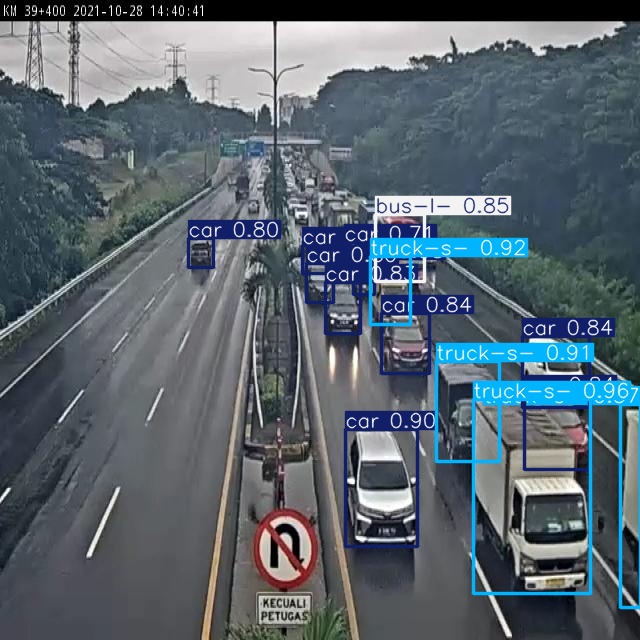 KM 39+400 2021-10-28 14:40:41
bus-l- 0.85
car 0.80
car
car 0.71
truck-s- 0.92
car 0.83
car 0.84
car 0.84
truck-s- 0.91
truck-s- 0.96
car 0.90
KECUALI
PETUGAS